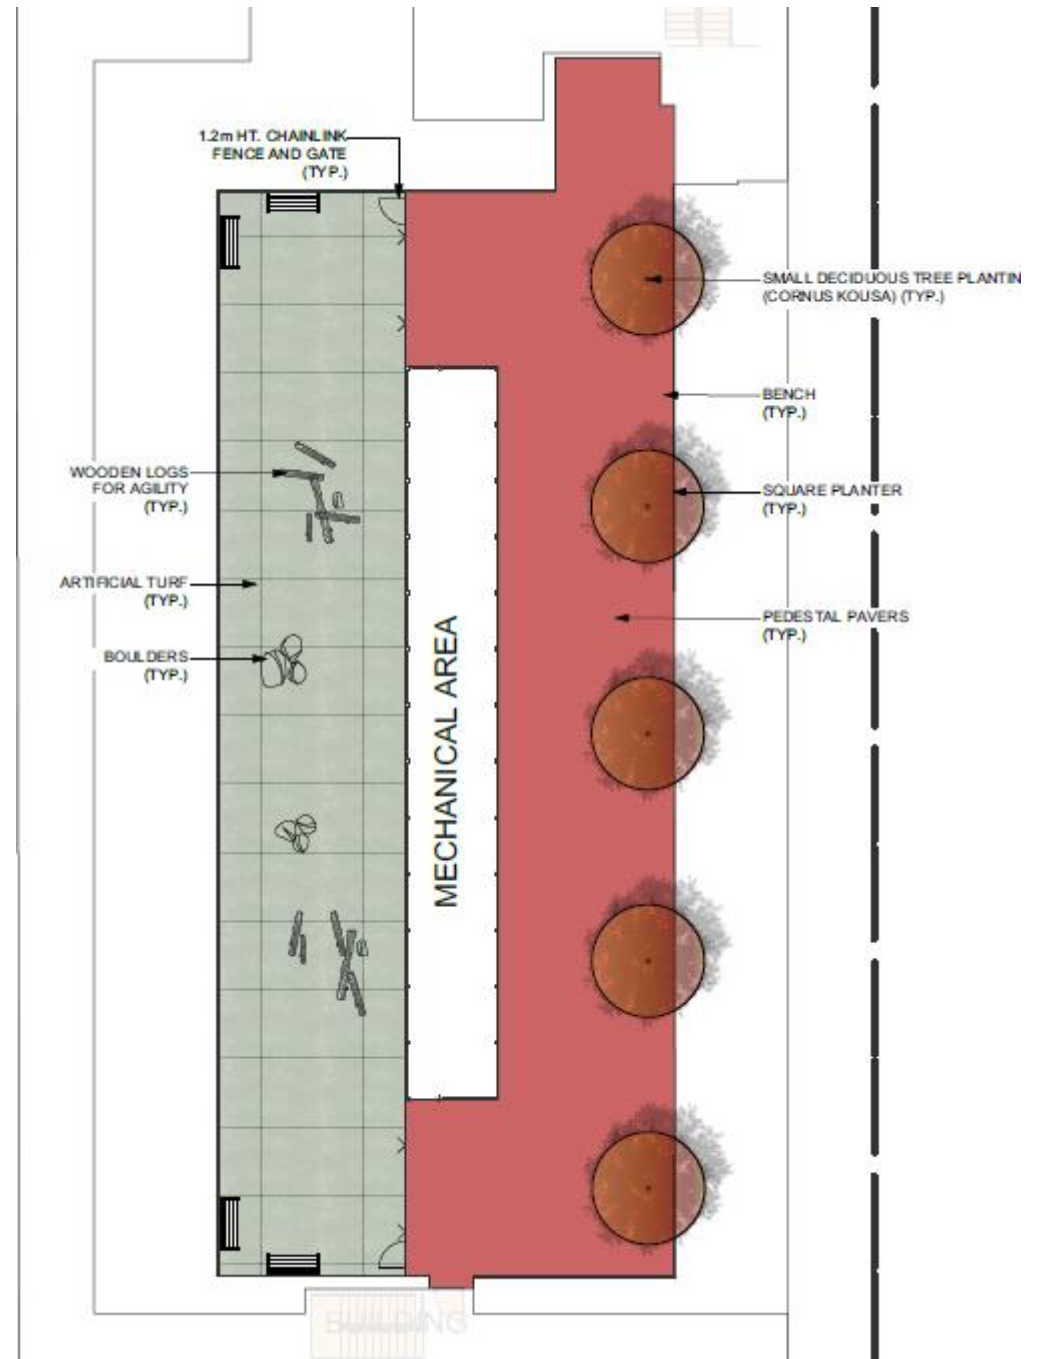 1.2m HT. CHAINLINK
FENCE AND GATE
(TYP.)
SMALL DECIDUOUS TREE PLANTIN
(CORNUS KOUSA) (TYP.)
BENCH
(TYP.)
WOODEN LOGS
FOR AGILITY
(TYP.)
SQUARE PLANTER
(TYP.)
ARTIFICIAL TURF
(TYP.)
PEDESTAL PAVERS
(TYP.)
BOULDERS
(TYP.)
MECHANICAL AREA
BUILDING